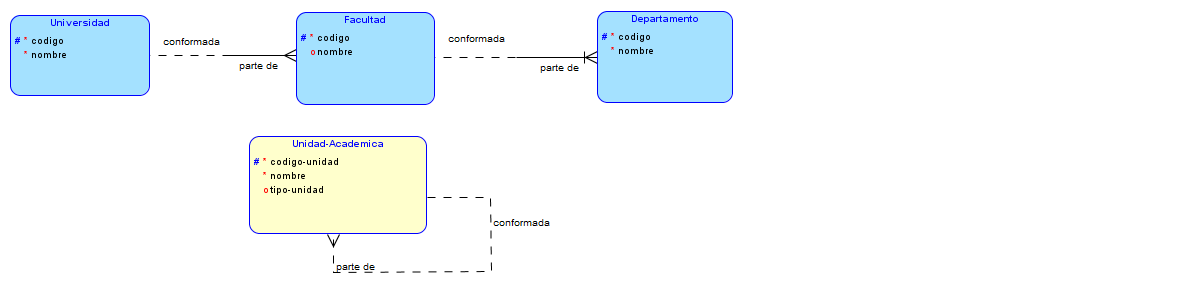 Universidad
# * codigo
* nombre
conformada
parte de
Facultad
# * codigo
o nombre
conformada
parte de
Departamento
# * codigo
* nombre
Unidad-Academica
# * codigo-unidad
* nombre
o tipo-unidad
conformada
parte de